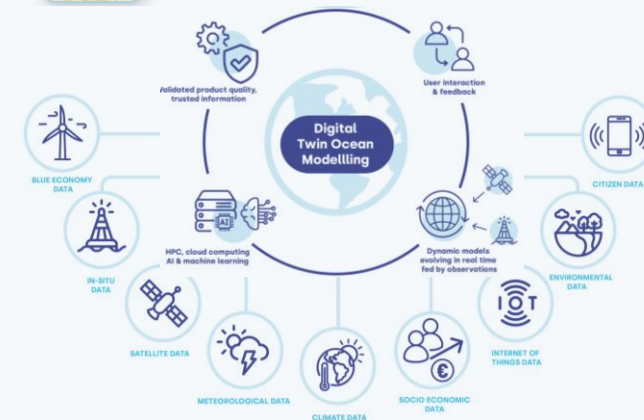 Validated product quality,
trusted information
User interaction
& feedback
Digital
Twin Ocean
Modellling
BLUE ECONOMY
DATA
CITIZEN DATA
AI
HPC, cloud computing
AI & machine learning
Dynamic models
evolving in real time
fed by observations
IN-SITU
DATA
ENVIRONMENTAL
DATA
SATELLITE DATA
IOT
INTERNET OF
THINGS DATA
METEOROLOGICAL DATA
€
SOCIO ECONOMIC
DATA
CLIMATE DATA